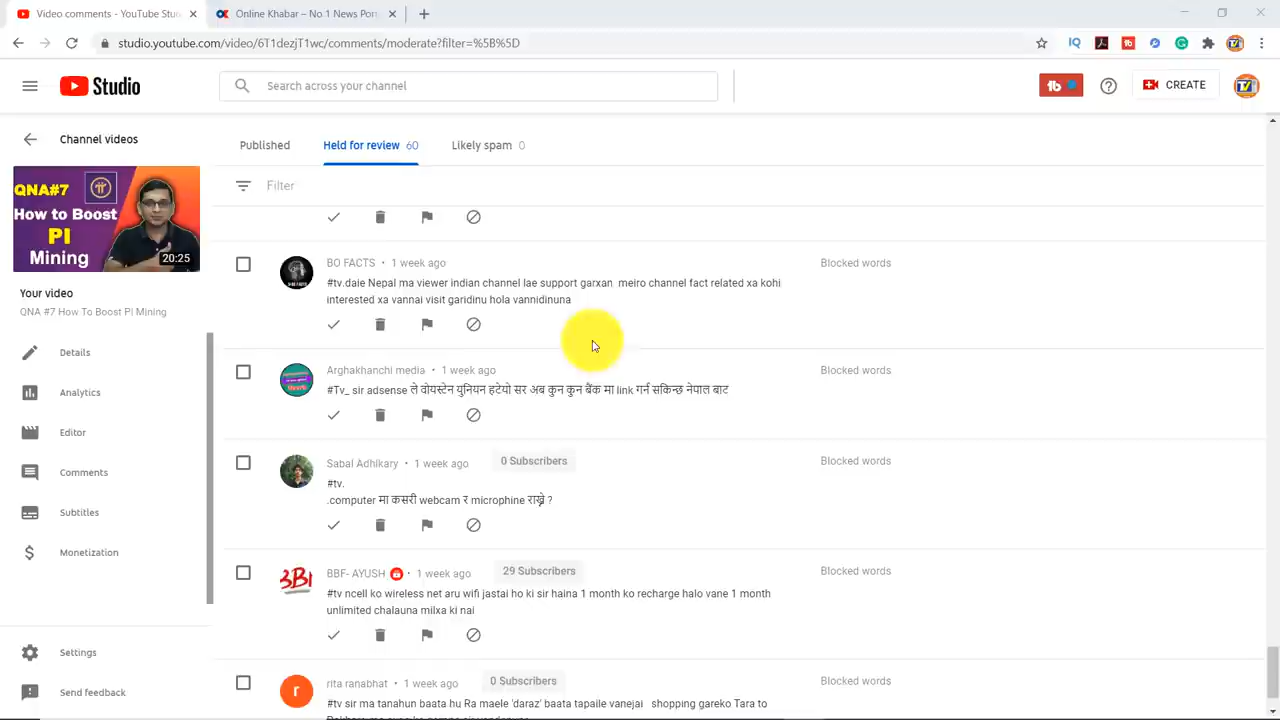 Video comments - YouTube Stu
Online Khabar – No 1 News Por
studio.youtube.com/video/6T1dezjT1wc/comments/moderate?filter=%5B%5D
Studio
Search across your channel
CREATE
Channel videos
Published
Held for review 60
Likely spam 0
Filter
QNA#7
How to Boost
PI
Mining
20:25
Your video
QNA #7 How To Boost PI Mining
Details
Analytics
Editor
Comments
Subtitles
Monetization
Settings
Send feedback
BO FACTS • 1 week ago
Blocked words
#tv.daie Nepal ma viewer indian channel lae support garxan meiro channel fact related xa kohi
interested xa vannai visit garidinu hola vannidinuna
Arghakhanchi media • 1 week ago
Blocked words
#Tv_ sir adsense ले वोयस्टेन युनियन हटेयो सर अब कुन कुन बैंक मा link गर्न सकिन्छ नेपाल बाट
Sabal Adhikary • 1 week ago
0 Subscribers
Blocked words
#tv.
.computer मा कसरी webcam र microphine राख्ने ?
BBF- AYUSH • 1 week ago
29 Subscribers
Blocked words
#tv ncell ko wireless net aru wifi jastai ho ki sir haina 1 month ko recharge halo vane 1 month
unlimited chalauna milxa ki nai
rita ranabhat • 1 week ago
0 Subscribers
Blocked words
#tv sir ma tanahun baata hu Ra maele 'daraz' baata tapaile vanejai shopping gareko Tara to